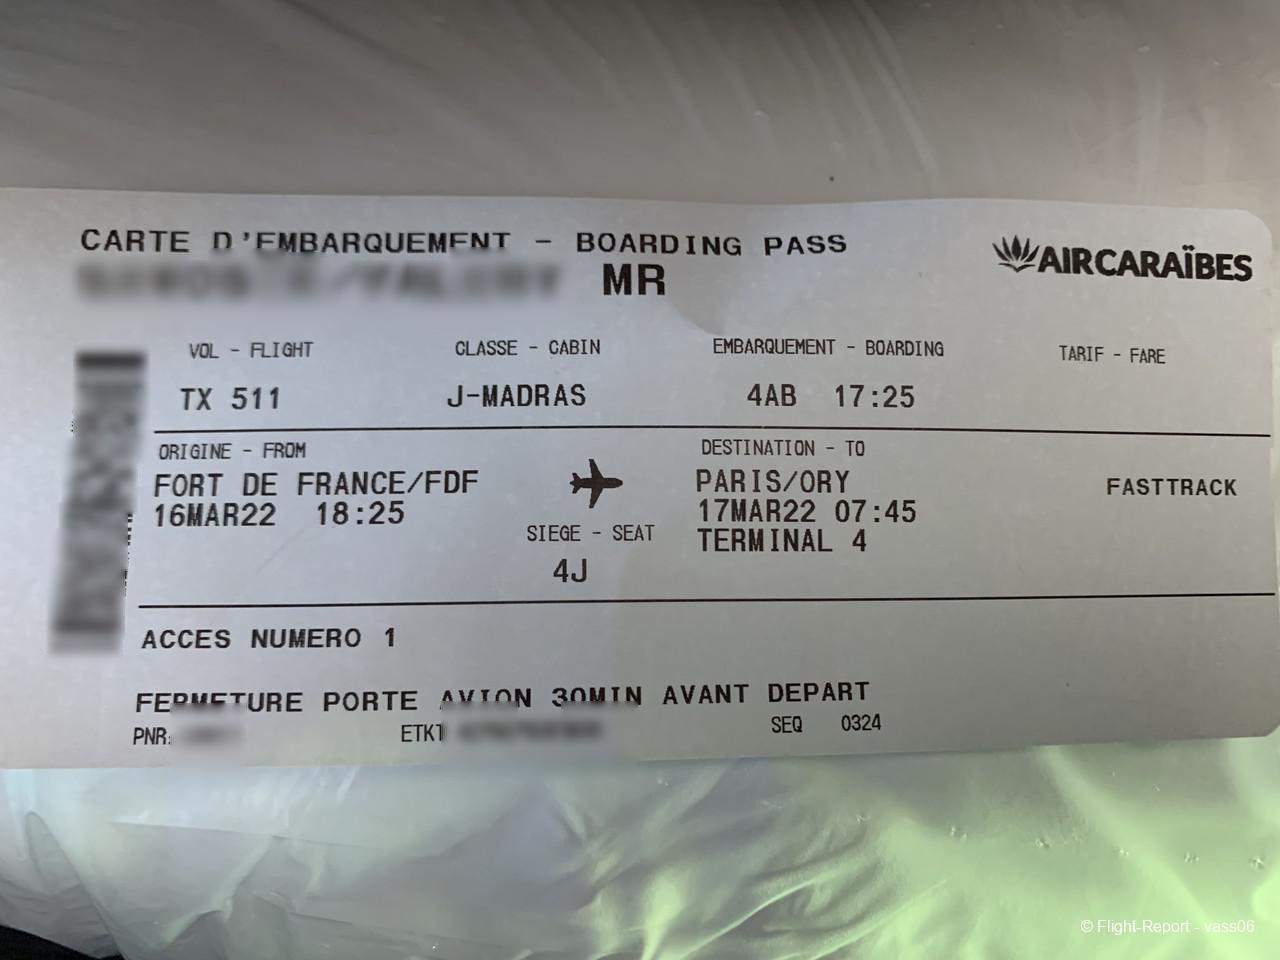 CARTE D'EMBARQUEMENT - BOARDING PASS
MR
AIRCARAÏBES
VOL - FLIGHT CLASSE - CABIN EMBARQUEMENT - BOARDING TARIF - FARE
TX 511 J-MADRAS 4AB 17:25
ORIGINE - FROM DESTINATION - TO
FORT DE FRANCE/FDF PARIS/ORY FASTTRACK
16MAR22 18:25 17MAR22 07:45
SIEGE - SEAT TERMINAL 4
4J
ACCES NUMERO 1
FERMETURE PORTE AVION 30MIN AVANT DEPART
PNR: ETKT SEQ 0324
© Flight-Report - vass06